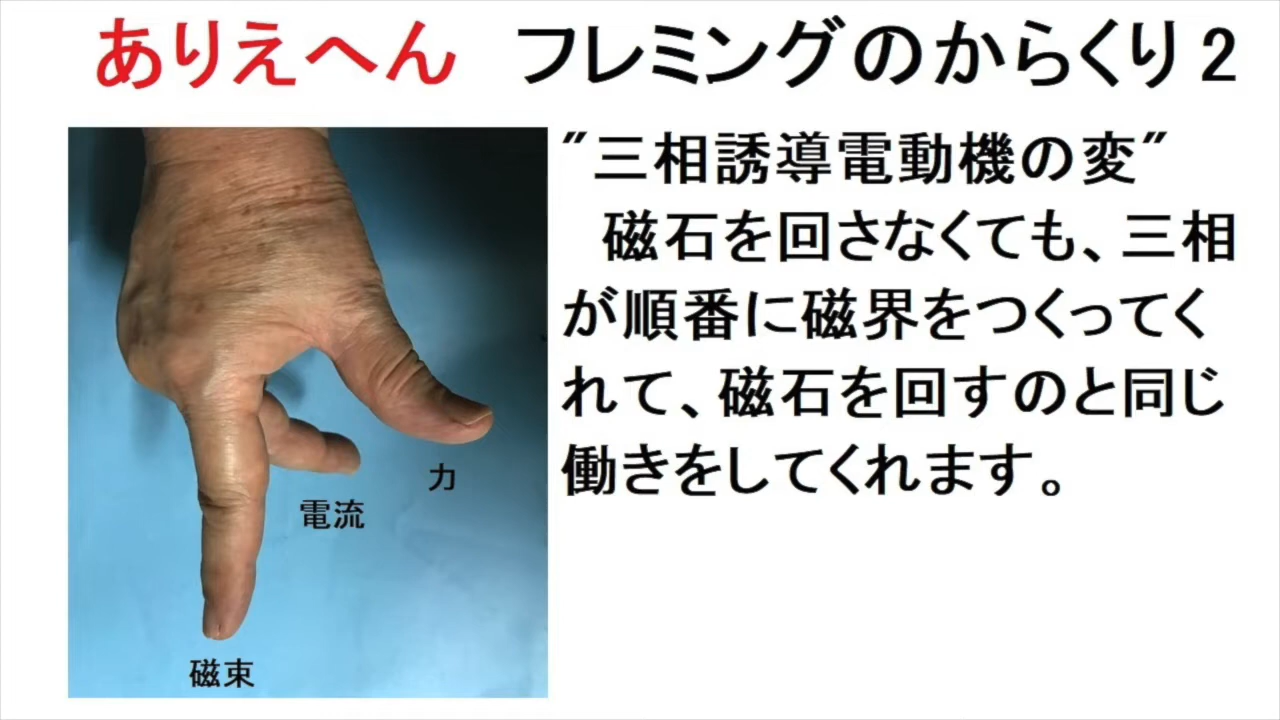 ありえへん フレミングのからくり2
"三相誘導電動機の変"
磁石を回さなくても、三相
が順番に磁界をつくってく
れて、磁石を回すのと同じ
働きをしてくれます。
力
電流
磁束